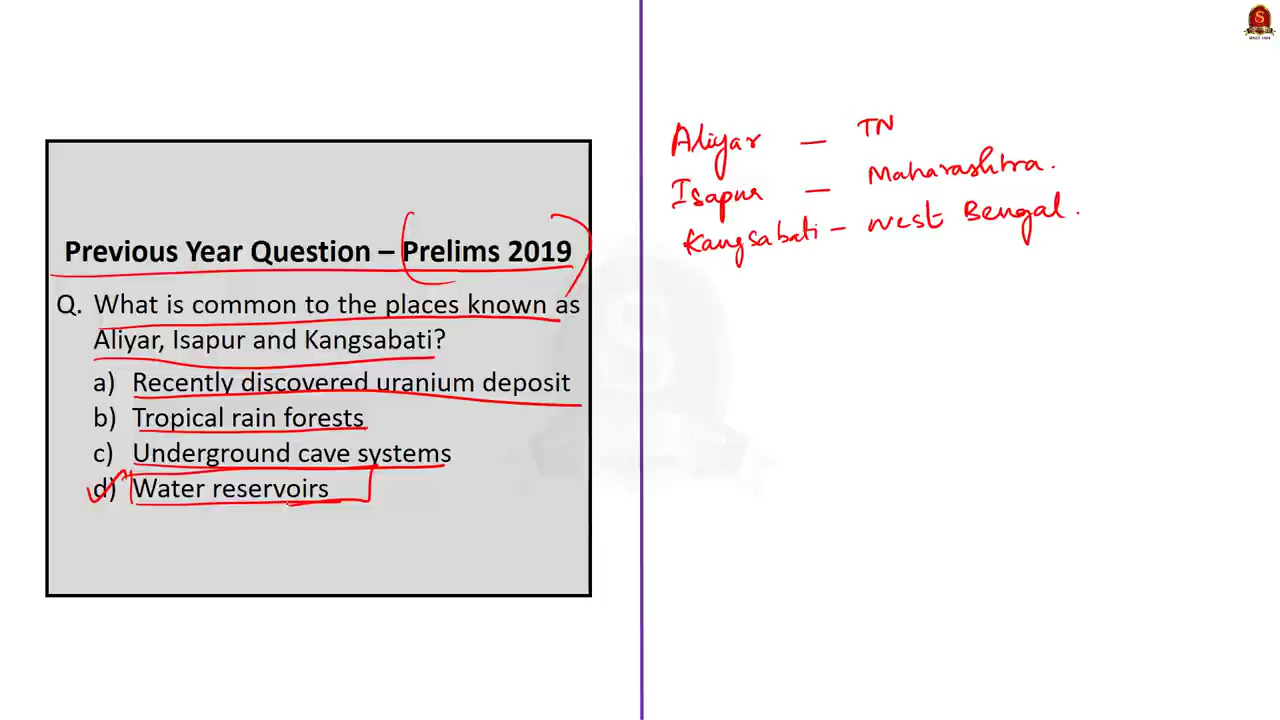 Previous Year Question – Prelims 2019
Q. What is common to the places known as
Aliyar, Isapur and Kangsabati?
a) Recently discovered uranium deposit
b) Tropical rain forests
c) Underground cave systems
d) Water reservoirs
Aliyar — TN
Isapur — Maharashtra.
Kangsabati – West Bengal.